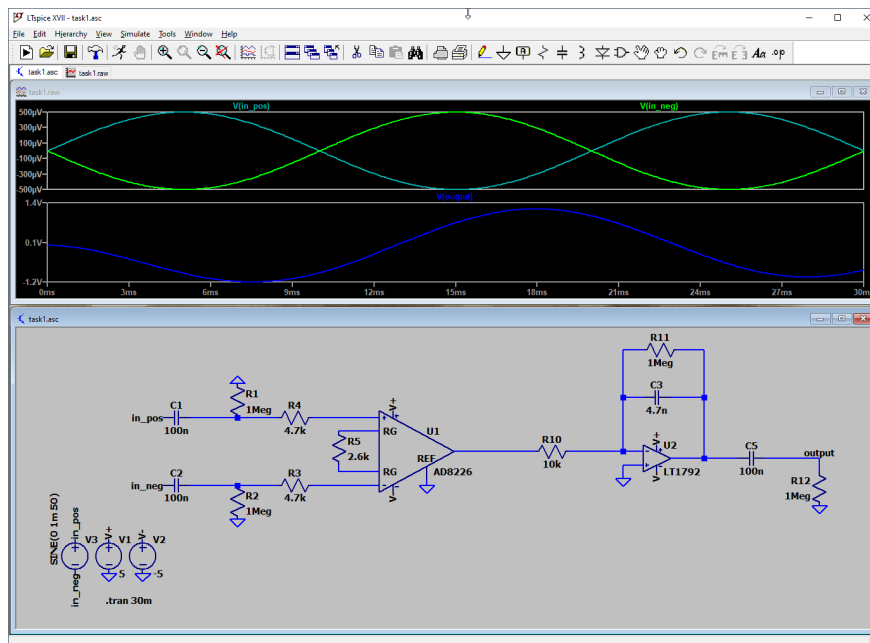 LTspice XVII - task1.asc
File Edit Hierarchy View Simulate Tools Window Help
Aa .op
task1.asc task1.raw
task1.raw
V(in_pos) V(in_neg)
500µV
300µV
100µV
-100µV
-300µV
-500µV
V(output)
1.4V
0.1V
-1.2V
0ms 3ms 6ms 9ms 12ms 15ms 18ms 21ms 24ms 27ms 30ms
task1.asc
R11
1Meg
C3
4.7n
R1
1Meg
C1
in_pos
100n
R4
4.7k
V+
U1
RG
R5
2.6k
REF
RG
AD8226
V-
R10
10k
V+
U2
LT1792
V-
C5
100n
output
R12
1Meg
C2
in_neg
100n
R3
4.7k
R2
1Meg
SINE(0 1m 50)
in_pos
V3
in_neg
V+
V1
5
V-
V2
-5
.tran 30m